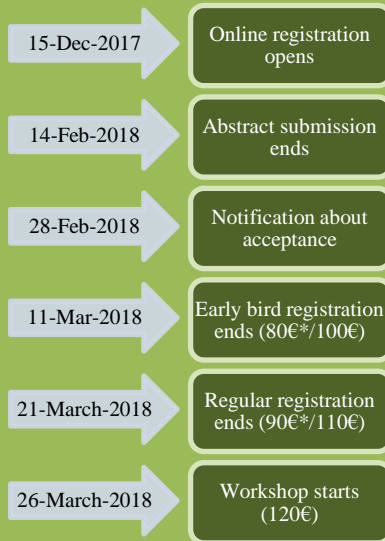 15-Dec-2017
Online registration
opens
14-Feb-2018
Abstract submission
ends
28-Feb-2018
Notification about
acceptance
11-Mar-2018
Early bird registration
ends (80€*/100€)
21-March-2018
Regular registration
ends (90€*/110€)
26-March-2018
Workshop starts
(120€)